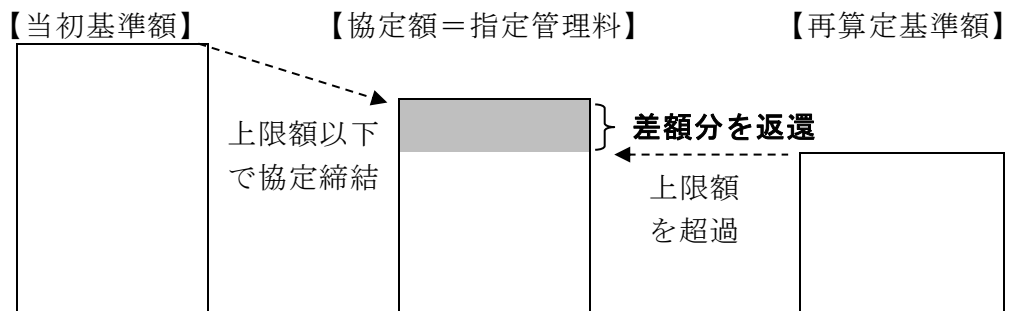 【当初基準額】
【協定額＝指定管理料】
【再算定基準額】
上限額以下
で協定締結
差額分を返還
上限額
を超過